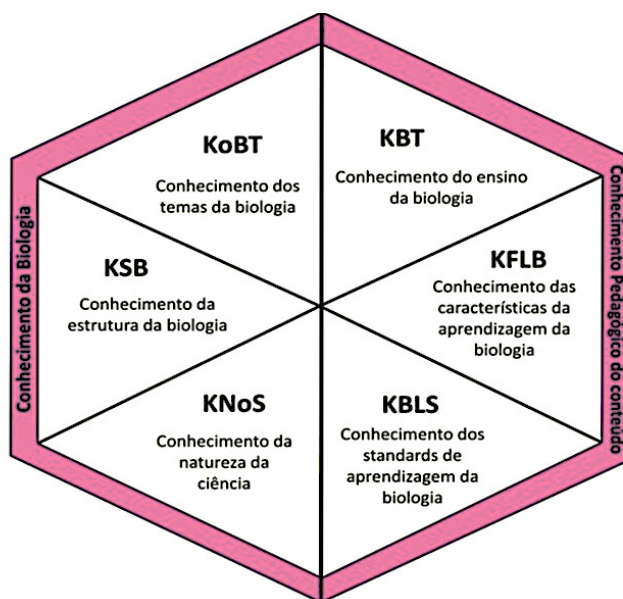 KoBT
Conhecimento dos
temas da biologia
KBT
Conhecimento do ensino
da biologia
KSB
Conhecimento da
estrutura da biologia
KFLB
Conhecimento das
características da
aprendizagem da
biologia
KNoS
Conhecimento da
natureza da
ciência
KBLS
Conhecimento dos
standards de
aprendizagem da
biologia
Conhecimento da Biologia
Conhecimento Pedagógico do conteúdo